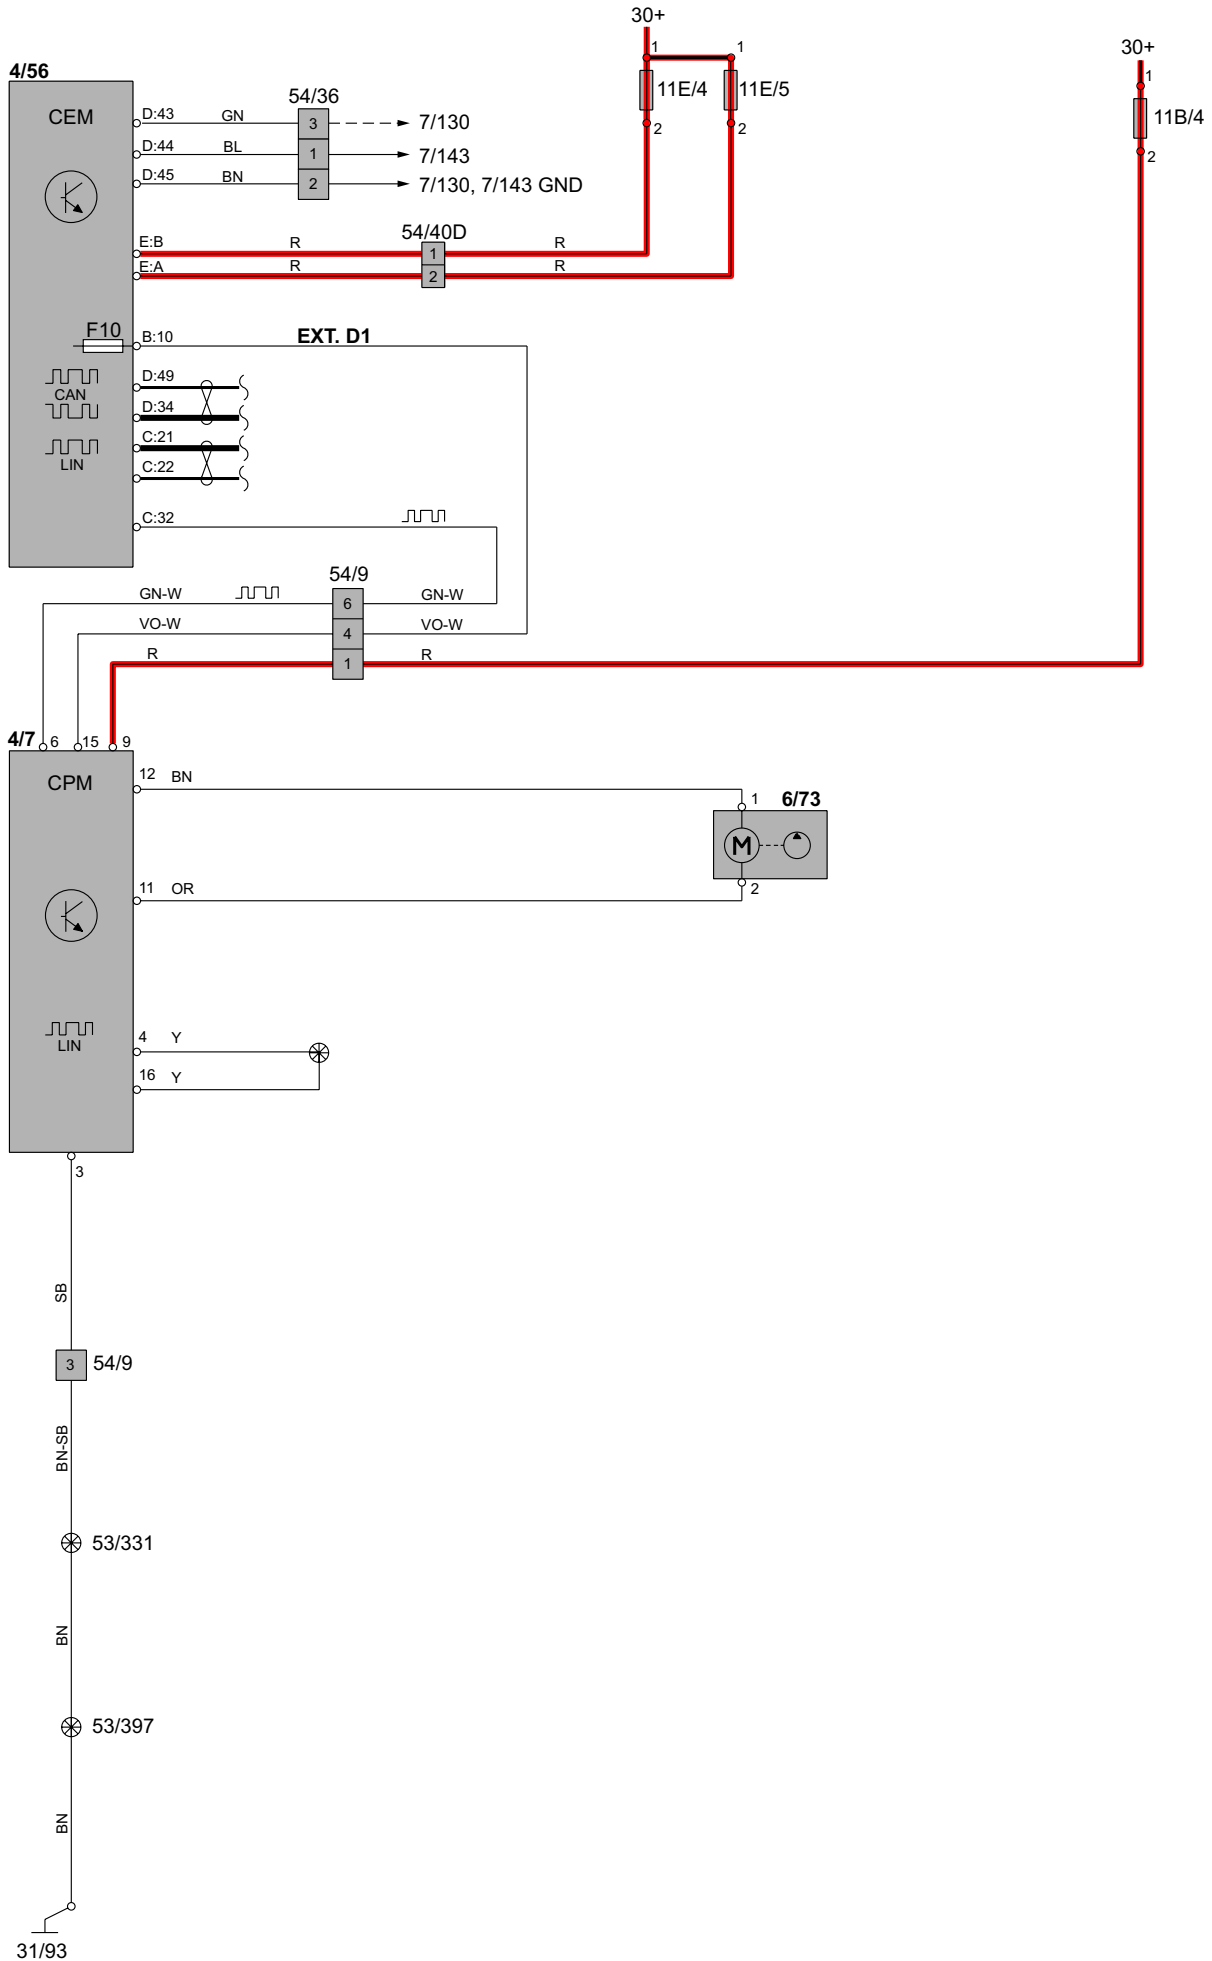 30+
30+
4/56
1
1
1
11E/4
11E/5
11B/4
2
2
2
CEM
54/36
D:43
GN
3
7/130
D:44
BL
1
7/143
D:45
BN
2
7/130, 7/143 GND
54/40D
E:B
R
1
R
E:A
R
2
R
F10
B:10
EXT. D1
CAN
D:49
D:34
LIN
C:21
C:22
C:32
54/9
GN-W
6
GN-W
VO-W
4
VO-W
R
1
R
4/7
6
15
9
CPM
12
BN
1
6/73
M
11
OR
2
LIN
4
Y
16
Y
3
SB
3
54/9
BN-SB
53/331
BN
53/397
BN
31/93